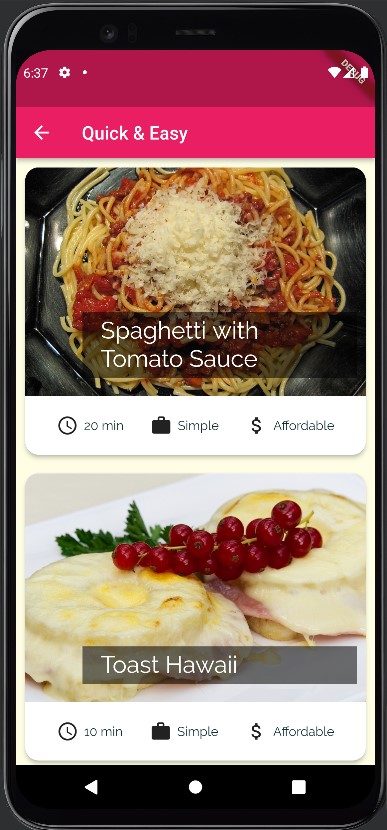 6:37
DEBUG
Quick & Easy
Spaghetti with
Tomato Sauce
20 min Simple $ Affordable
Toast Hawaii
10 min Simple $ Affordable